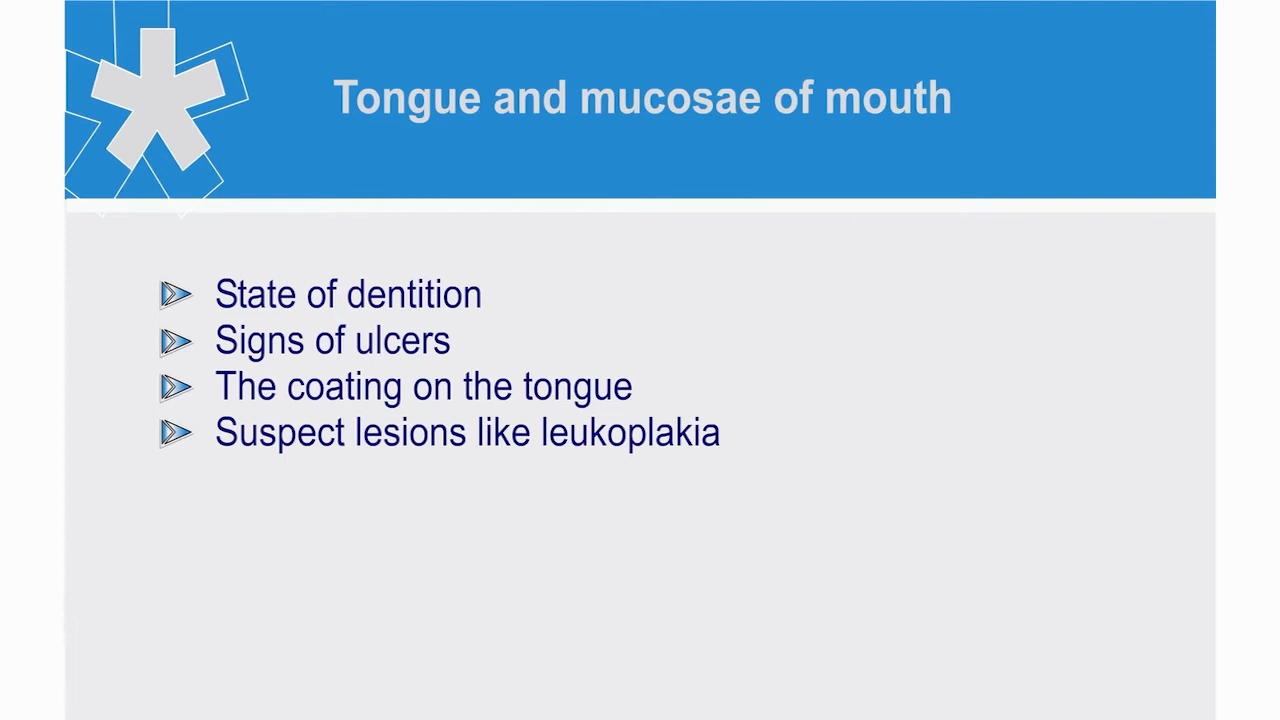 Tongue and mucosae of mouth
State of dentition
Signs of ulcers
The coating on the tongue
Suspect lesions like leukoplakia